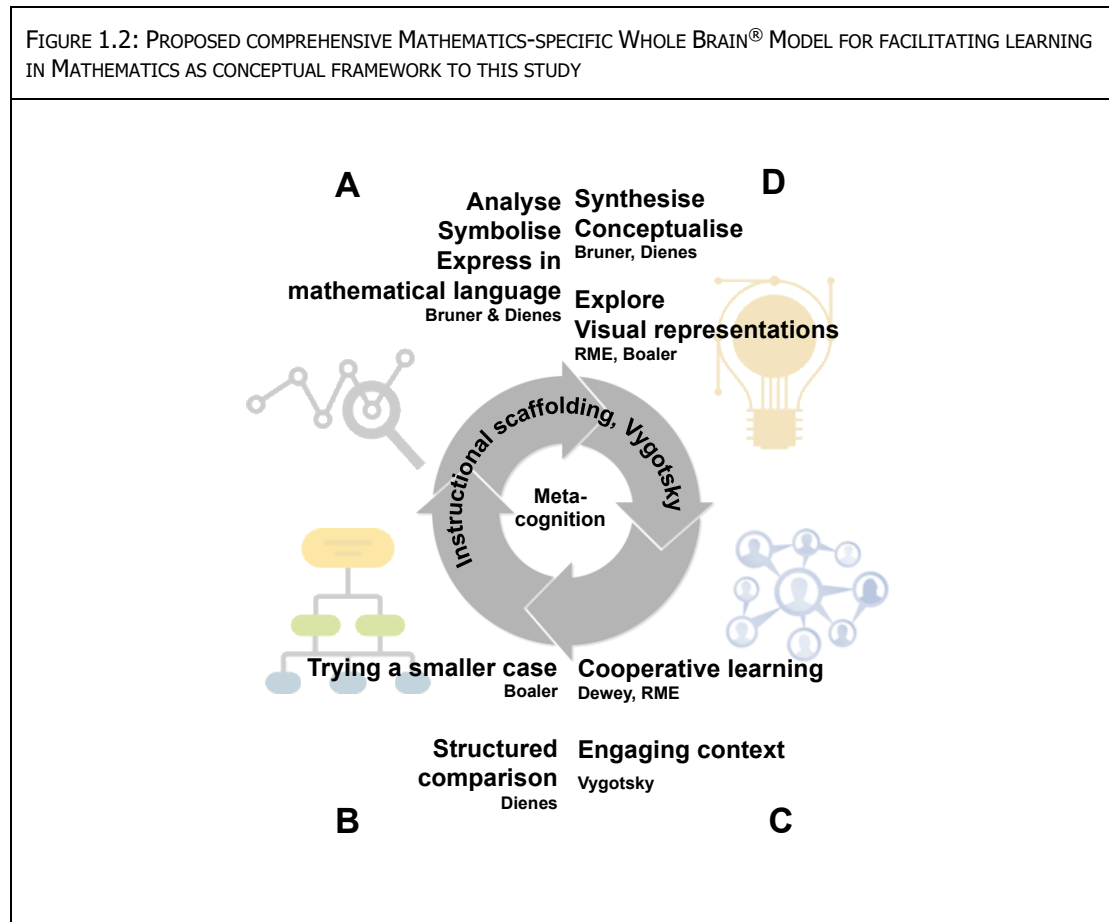 FIGURE 1.2: PROPOSED COMPREHENSIVE MATHEMATICS-SPECIFIC WHOLE BRAIN® MODEL FOR FACILITATING LEARNING
IN MATHEMATICS AS CONCEPTUAL FRAMEWORK TO THIS STUDY
A
Analyse
Symbolise
Express in
mathematical language
Bruner & Dienes
D
Synthesise
Conceptualise
Bruner, Dienes
Explore
Visual representations
RME, Boaler
Instructional scaffolding, Vygotsky
Meta-
cognition
Trying a smaller case
Boaler
Structured
comparison
Dienes
B
Cooperative learning
Dewey, RME
Engaging context
Vygotsky
C